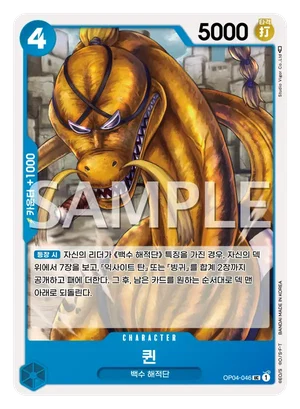 4
5000
타격
打
카운터 +1000
SAMPLE
등장 시 자신의 리더가 《백수 해적단》 특징을 가진 경우, 자신의 덱
위에서 7장을 보고, 「익사이트 탄」 또는 「빙귀」를 합계 2장까지
공개하고 패에 더한다. 그 후, 남은 카드를 원하는 순서대로 덱 맨
아래로 되돌린다.
CHARACTER
퀸
백수 해적단
OP04-046 UC 1